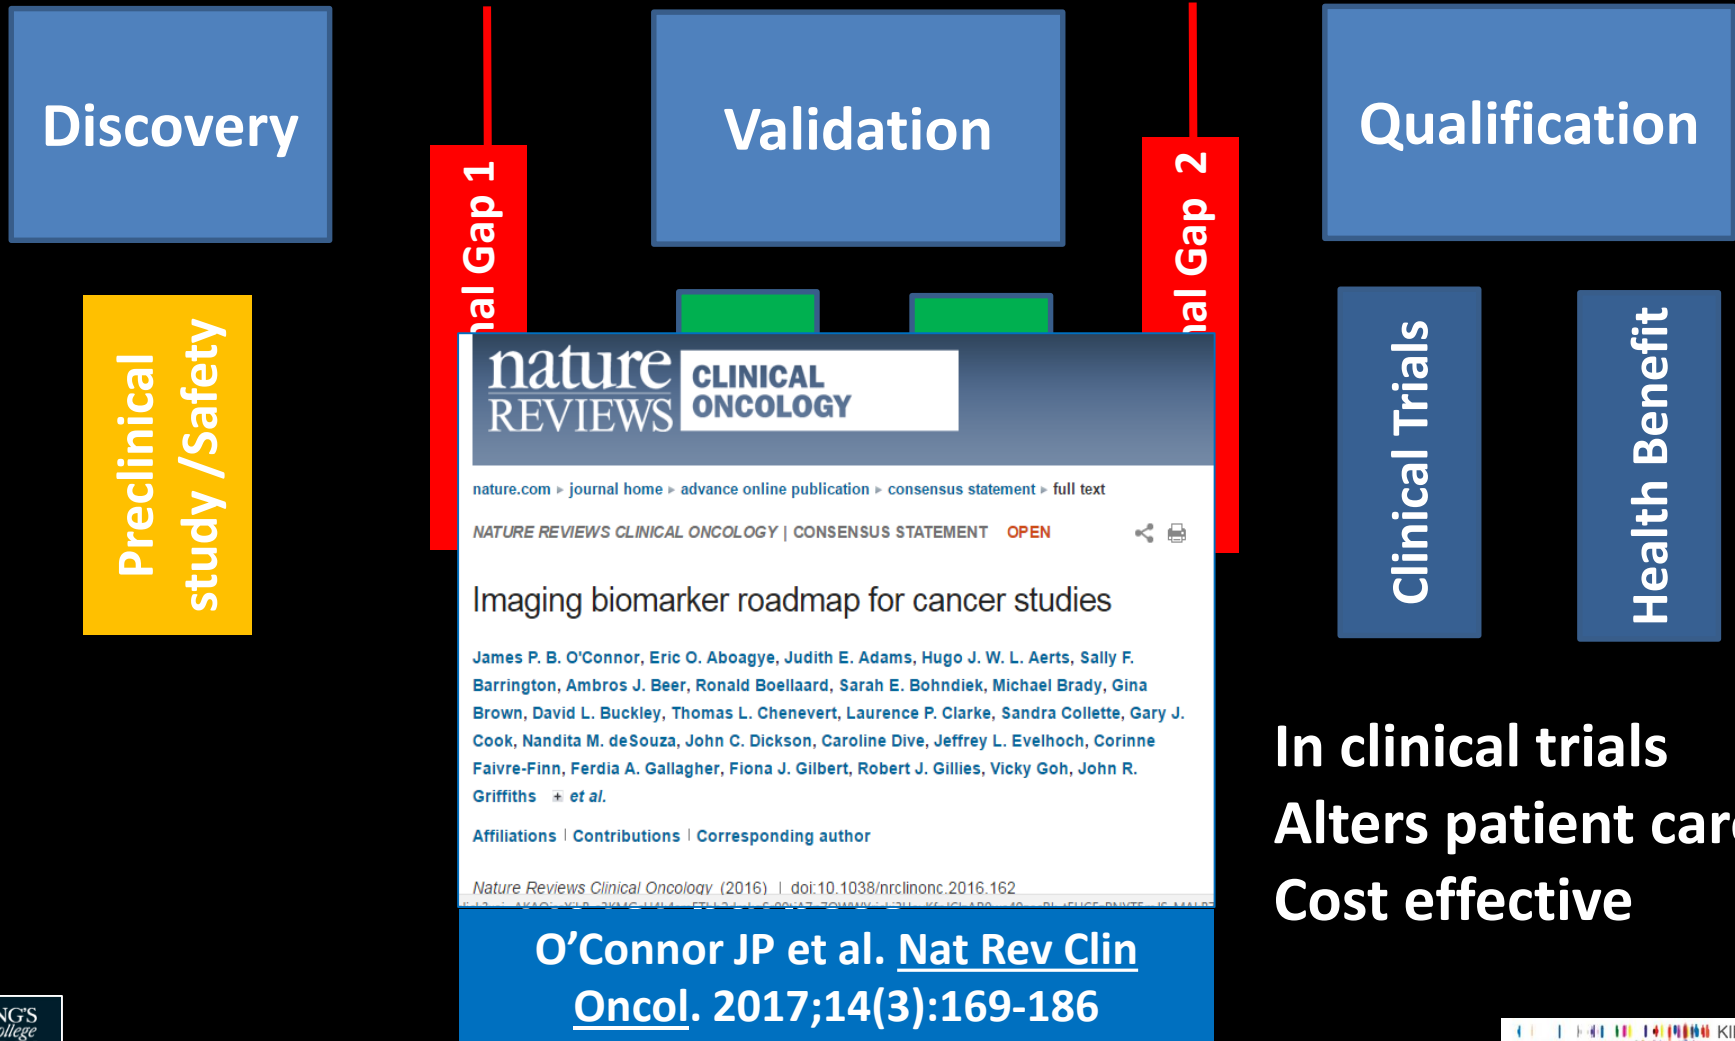 Discovery
Validation
Qualification
Preclinical
study /Safety
nal Gap 1
nal Gap 2
Clinical Trials
Health Benefit
nature
REVIEWS
CLINICAL
ONCOLOGY
nature.com ▸ journal home ▸ advance online publication ▸ consensus statement ▸ full text
NATURE REVIEWS CLINICAL ONCOLOGY | CONSENSUS STATEMENT OPEN
Imaging biomarker roadmap for cancer studies
James P. B. O'Connor, Eric O. Aboagye, Judith E. Adams, Hugo J. W. L. Aerts, Sally F.
Barrington, Ambros J. Beer, Ronald Boellaard, Sarah E. Bohndiek, Michael Brady, Gina
Brown, David L. Buckley, Thomas L. Chenevert, Laurence P. Clarke, Sandra Collette, Gary J.
Cook, Nandita M. deSouza, John C. Dickson, Caroline Dive, Jeffrey L. Evelhoch, Corinne
Faivre-Finn, Ferdia A. Gallagher, Fiona J. Gilbert, Robert J. Gillies, Vicky Goh, John R.
Griffiths + et al.
Affiliations | Contributions | Corresponding author
Nature Reviews Clinical Oncology (2016) | doi:10.1038/nrclinonc.2016.162
O'Connor JP et al. Nat Rev Clin
Oncol. 2017;14(3):169-186
In clinical trials
Alters patient care
Cost effective
NG'S
ollege
KI